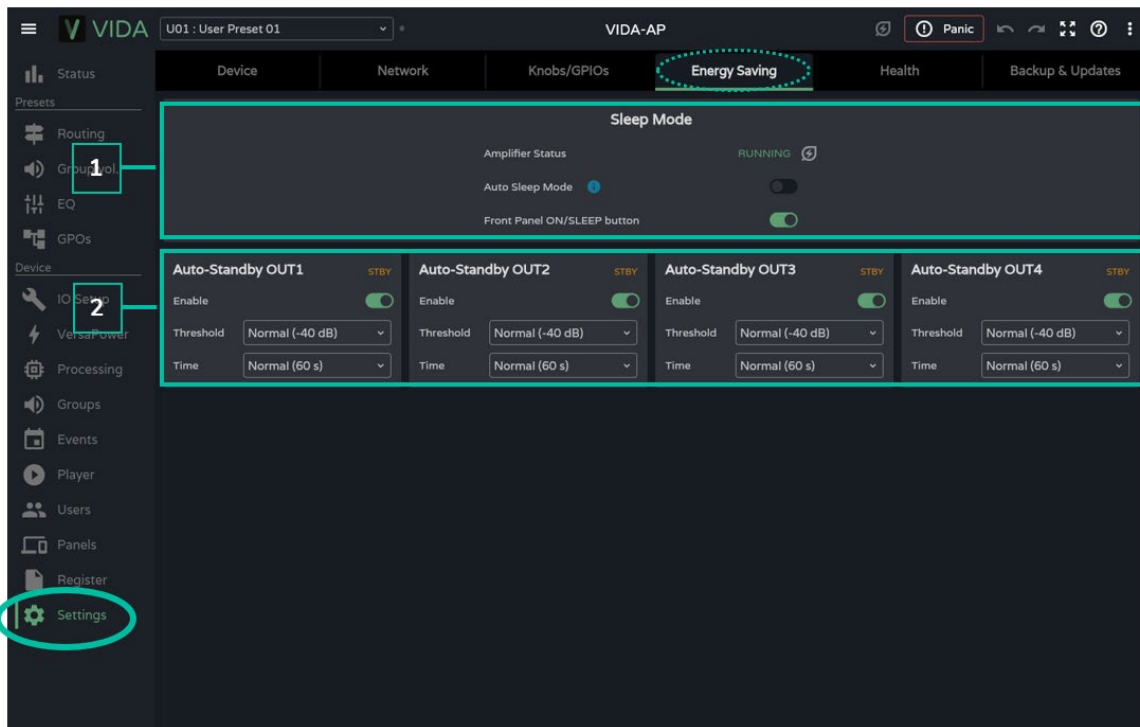 VIDA
U01 : User Preset 01
VIDA-AP
Panic
Status
Device
Network
Knobs/GPIOs
Energy Saving
Health
Backup & Updates
Presets
Routing
Group vol.
EQ
GPOs
Device
IO Setup
VersaPower
Processing
Groups
Events
Player
Users
Panels
Register
Settings
1
Sleep Mode
Amplifier Status RUNNING
Auto Sleep Mode
Front Panel ON/SLEEP button
2
Auto-Standby OUT1 STBY
Enable
Threshold Normal (-40 dB)
Time Normal (60 s)
Auto-Standby OUT2 STBY
Enable
Threshold Normal (-40 dB)
Time Normal (60 s)
Auto-Standby OUT3 STBY
Enable
Threshold Normal (-40 dB)
Time Normal (60 s)
Auto-Standby OUT4 STBY
Enable
Threshold Normal (-40 dB)
Time Normal (60 s)